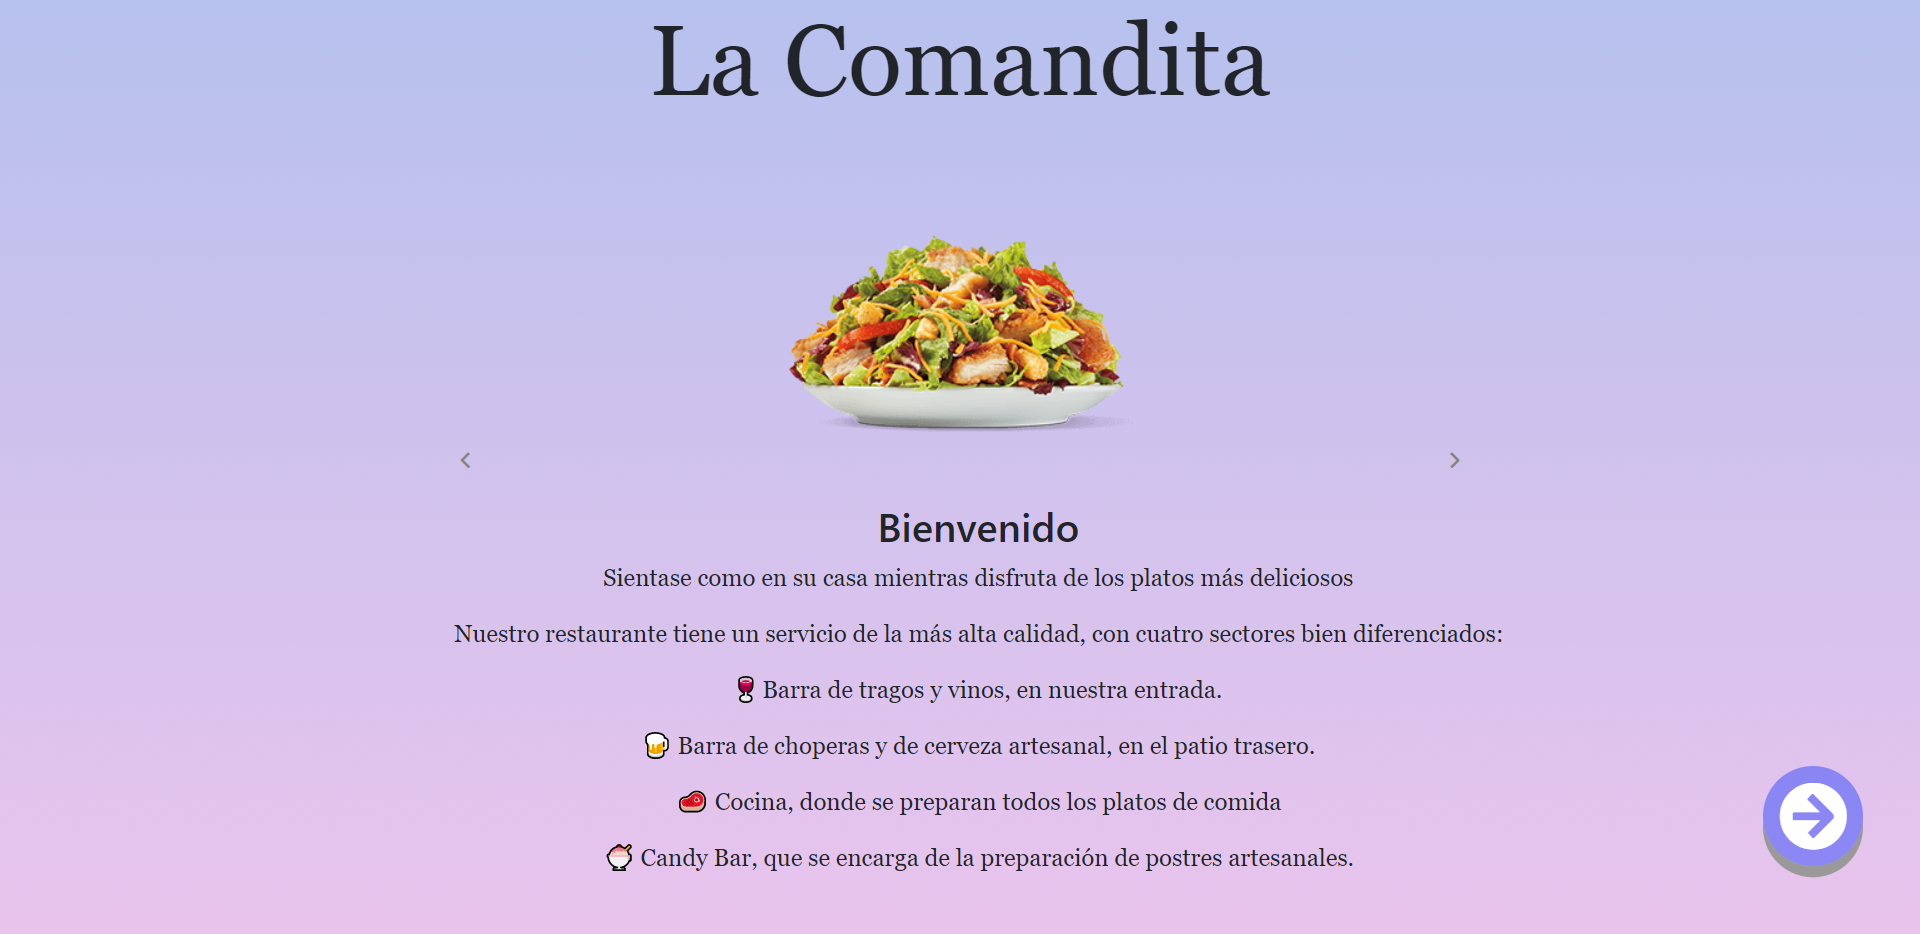 La Comandita
Bienvenido
Sientase como en su casa mientras disfruta de los platos más deliciosos
Nuestro restaurante tiene un servicio de la más alta calidad, con cuatro sectores bien diferenciados:
🍷 Barra de tragos y vinos, en nuestra entrada.
🍺 Barra de choperas y de cerveza artesanal, en el patio trasero.
🥩 Cocina, donde se preparan todos los platos de comida
🍨 Candy Bar, que se encarga de la preparación de postres artesanales.